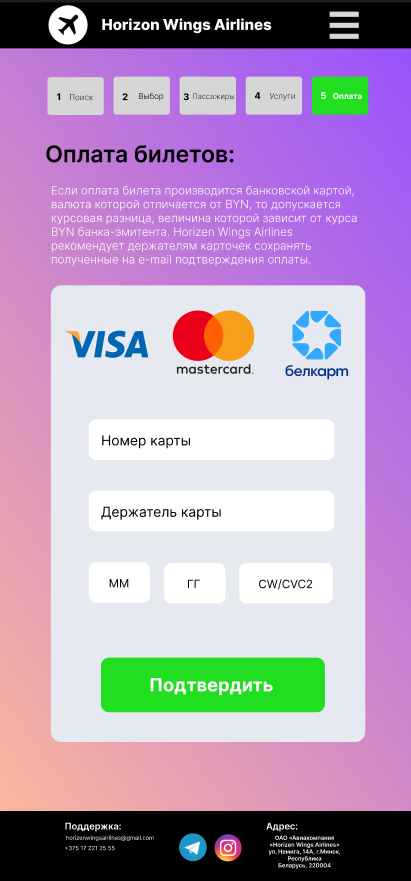 Horizon Wings Airlines
1 Поиск
2 Выбор
3 Пассажиры
4 Услуги
5 Оплата
Оплата билетов:
Если оплата билета производится банковской картой,
валюта которой отличается от BYN, то допускается
курсовая разница, величина которой зависит от курса
BYN банка-эмитента. Horizon Wings Airlines
рекомендует держателям карточек сохранять
полученные на e-mail подтверждения оплаты.
VISA
mastercard.
белкарт
Номер карты
Держатель карты
ММ
ГГ
CW/CVC2
Подтвердить
Поддержка:
horizonwingsairlines@gmail.com
+375 17 221 25 55
Адрес:
ОАО «Авиакомпания
«Horizon Wings Airlines»
ул. Немига, 14А, г.Минск,
Республика
Беларусь, 220004